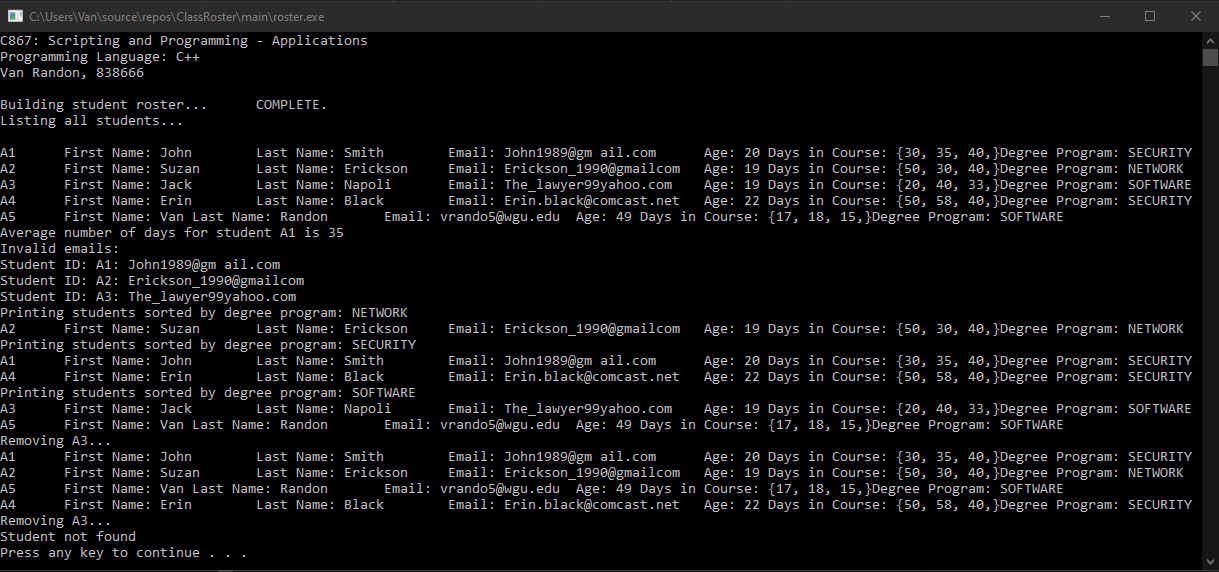 C:\Users\Van\source\repos\ClassRoster\main\roster.exe
C867: Scripting and Programming - Applications
Programming Language: C++
Van Randon, 838666
Building student roster...      COMPLETE.
Listing all students...
A1      First Name: John        Last Name: Smith        Email: John1989@gm ail.com      Age: 20 Days in Course: {30, 35, 40,}Degree Program: SECURITY
A2      First Name: Suzan       Last Name: Erickson     Email: Erickson_1990@gmailcom   Age: 19 Days in Course: {50, 30, 40,}Degree Program: NETWORK
A3      First Name: Jack        Last Name: Napoli       Email: The_lawyer99yahoo.com    Age: 19 Days in Course: {20, 40, 33,}Degree Program: SOFTWARE
A4      First Name: Erin        Last Name: Black        Email: Erin.black@comcast.net   Age: 22 Days in Course: {50, 58, 40,}Degree Program: SECURITY
A5      First Name: Van Last Name: Randon       Email: vrando5@wgu.edu  Age: 49 Days in Course: {17, 18, 15,}Degree Program: SOFTWARE
Average number of days for student A1 is 35
Invalid emails:
Student ID: A1: John1989@gm ail.com
Student ID: A2: Erickson_1990@gmailcom
Student ID: A3: The_lawyer99yahoo.com
Printing students sorted by degree program: NETWORK
A2      First Name: Suzan       Last Name: Erickson     Email: Erickson_1990@gmailcom   Age: 19 Days in Course: {50, 30, 40,}Degree Program: NETWORK
Printing students sorted by degree program: SECURITY
A1      First Name: John        Last Name: Smith        Email: John1989@gm ail.com      Age: 20 Days in Course: {30, 35, 40,}Degree Program: SECURITY
A4      First Name: Erin        Last Name: Black        Email: Erin.black@comcast.net   Age: 22 Days in Course: {50, 58, 40,}Degree Program: SECURITY
Printing students sorted by degree program: SOFTWARE
A3      First Name: Jack        Last Name: Napoli       Email: The_lawyer99yahoo.com    Age: 19 Days in Course: {20, 40, 33,}Degree Program: SOFTWARE
A5      First Name: Van Last Name: Randon       Email: vrando5@wgu.edu  Age: 49 Days in Course: {17, 18, 15,}Degree Program: SOFTWARE
Removing A3...
A1      First Name: John        Last Name: Smith        Email: John1989@gm ail.com      Age: 20 Days in Course: {30, 35, 40,}Degree Program: SECURITY
A2      First Name: Suzan       Last Name: Erickson     Email: Erickson_1990@gmailcom   Age: 19 Days in Course: {50, 30, 40,}Degree Program: NETWORK
A5      First Name: Van Last Name: Randon       Email: vrando5@wgu.edu  Age: 49 Days in Course: {17, 18, 15,}Degree Program: SOFTWARE
A4      First Name: Erin        Last Name: Black        Email: Erin.black@comcast.net   Age: 22 Days in Course: {50, 58, 40,}Degree Program: SECURITY
Removing A3...
Student not found
Press any key to continue . . .